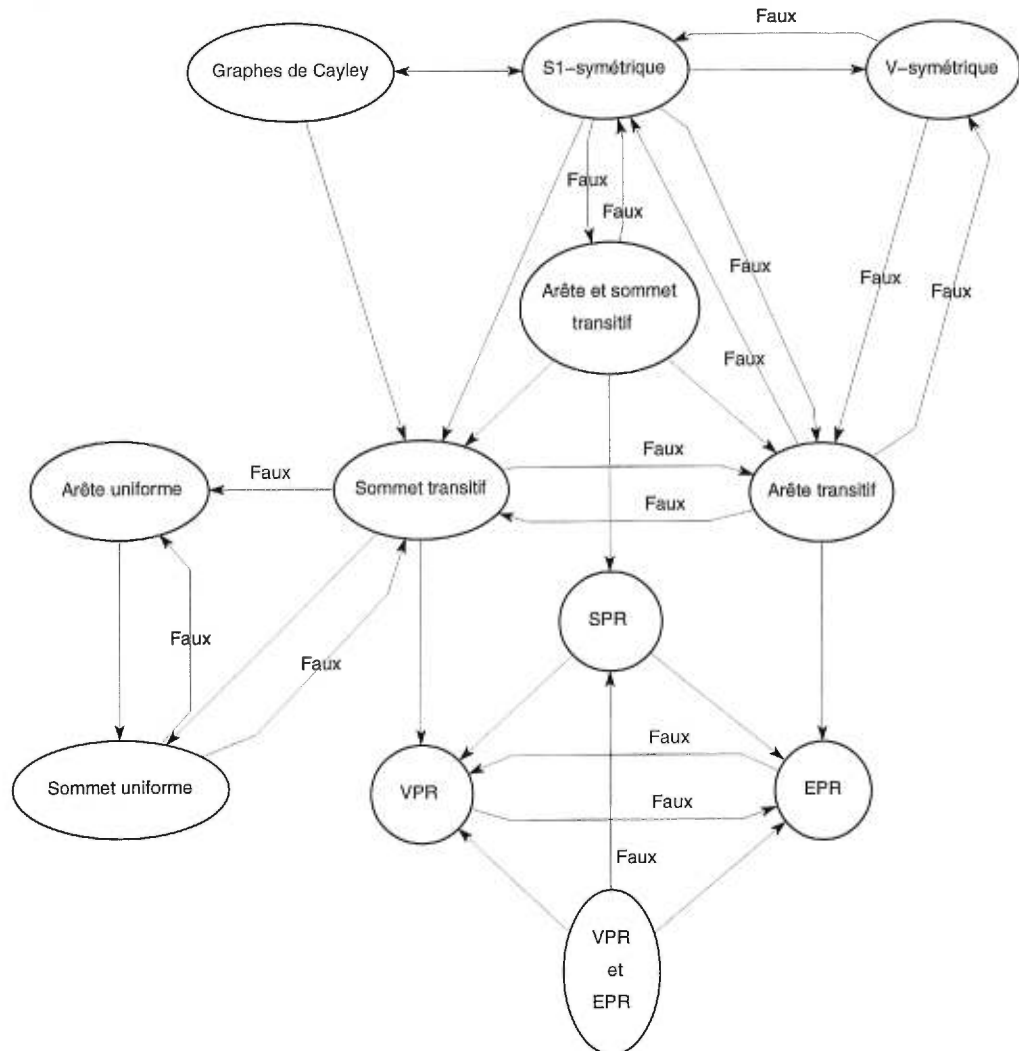 Faux
Graphes de Cayley
S1-symétrique
V-symétrique
Faux
Faux
Faux
Faux
Faux
Arête et sommet
transitif
Faux
Faux
Faux
Arête uniforme
Sommet transitif
Arête transitif
Faux
SPR
Faux
Faux
Faux
Sommet uniforme
VPR
EPR
Faux
Faux
VPR
et
EPR